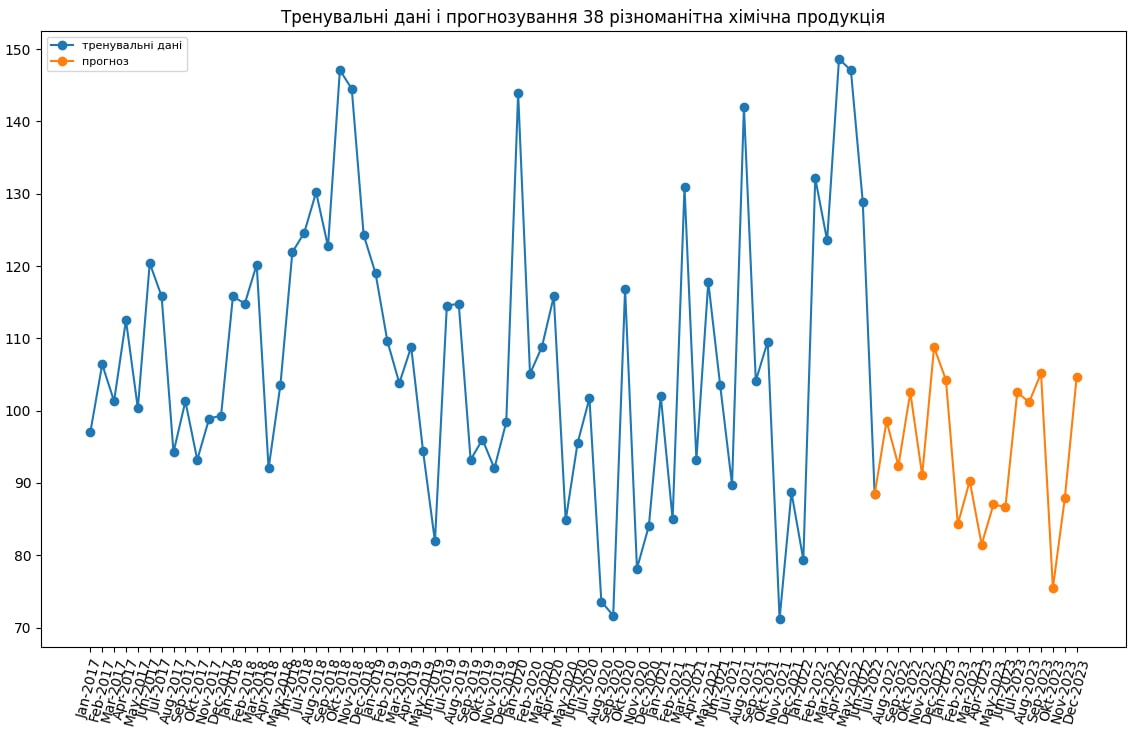 Тренувальні дані і прогнозування 38 різноманітна хімічна продукція
тренувальні дані
прогноз
150
140
130
120
110
100
90
80
70
Jan-2017
Feb-2017
Mar-2017
Apr-2017
May-2017
Jun-2017
Jul-2017
Aug-2017
Sep-2017
Okt-2017
Nov-2017
Dec-2017
Jan-2018
Feb-2018
Mar-2018
Apr-2018
May-2018
Jun-2018
Jul-2018
Aug-2018
Sep-2018
Okt-2018
Nov-2018
Dec-2018
Jan-2019
Feb-2019
Mar-2019
Apr-2019
May-2019
Jun-2019
Jul-2019
Aug-2019
Sep-2019
Okt-2019
Nov-2019
Dec-2019
Jan-2020
Feb-2020
Mar-2020
Apr-2020
May-2020
Jun-2020
Jul-2020
Aug-2020
Sep-2020
Okt-2020
Nov-2020
Dec-2020
Jan-2021
Feb-2021
Mar-2021
Apr-2021
May-2021
Jun-2021
Jul-2021
Aug-2021
Sep-2021
Okt-2021
Nov-2021
Dec-2021
Jan-2022
Feb-2022
Mar-2022
Apr-2022
May-2022
Jun-2022
Jul-2022
Aug-2022
Sep-2022
Okt-2022
Nov-2022
Dec-2022
Jan-2023
Feb-2023
Mar-2023
Apr-2023
May-2023
Jun-2023
Jul-2023
Aug-2023
Sep-2023
Okt-2023
Nov-2023
Dec-2023